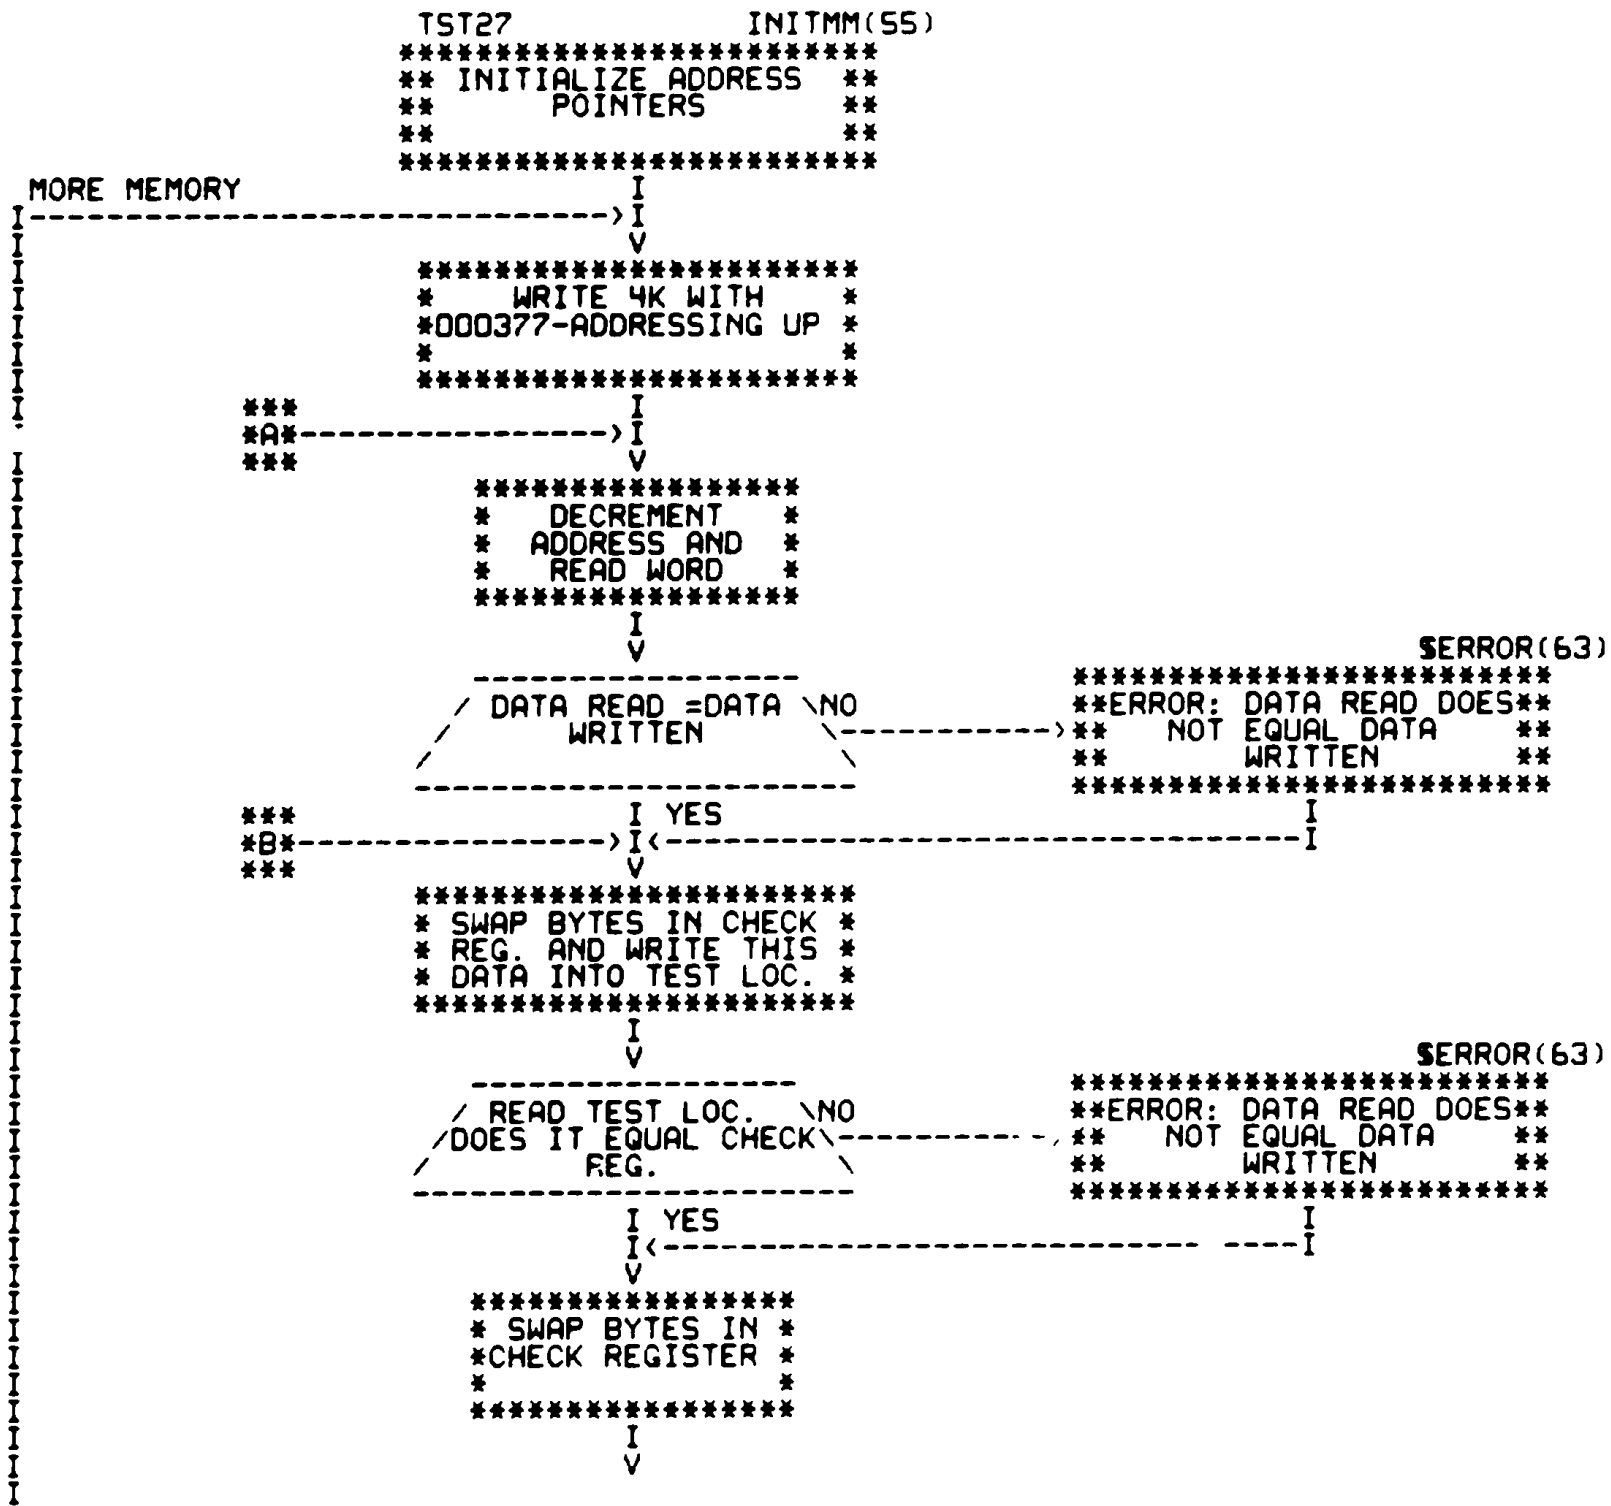 TST27 INITMM(55)
INITIALIZE ADDRESS
POINTERS
MORE MEMORY
WRITE 4K WITH
000377-ADDRESSING UP
A
DECREMENT
ADDRESS AND
READ WORD
$ERROR(63)
DATA READ =DATA NO
WRITTEN
ERROR: DATA READ DOES
NOT EQUAL DATA
WRITTEN
YES
B
SWAP BYTES IN CHECK
REG. AND WRITE THIS
DATA INTO TEST LOC.
$ERROR(63)
READ TEST LOC. NO
DOES IT EQUAL CHECK
REG.
ERROR: DATA READ DOES
NOT EQUAL DATA
WRITTEN
YES
SWAP BYTES IN
CHECK REGISTER